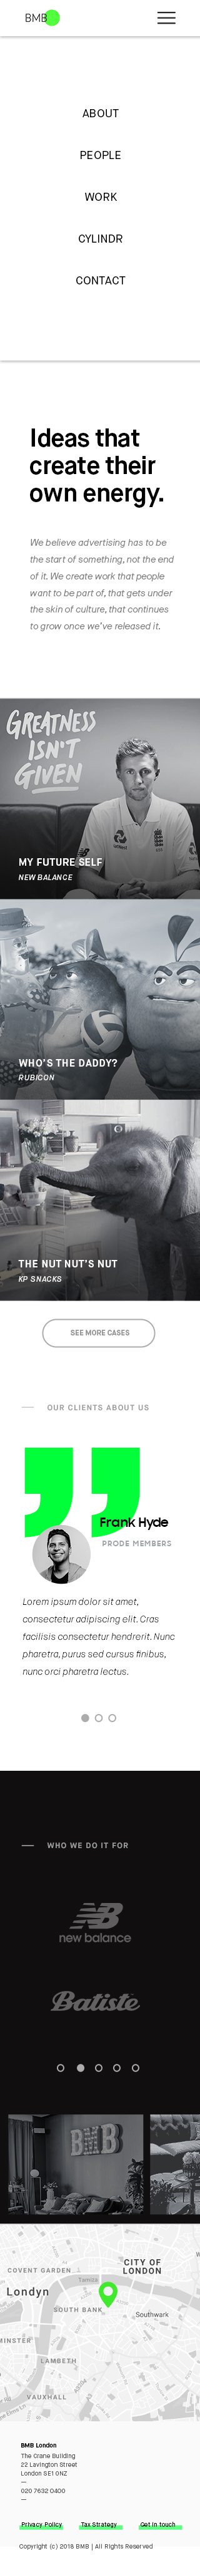 BMB
ABOUT
PEOPLE
WORK
CYLINDR
CONTACT
Ideas that
create their
own energy.
We believe advertising has to be
the start of something, not the end
of it. We create work that people
want to be part of, that gets under
the skin of culture, that continues
to grow once we've released it.
GREATNESS
ISN'T
GIVEN
MY FUTURE SELF
NEW BALANCE
WHO'S THE DADDY?
RUBICON
THE NUT NUT'S NUT
KP SNACKS
SEE MORE CASES
OUR CLIENTS ABOUT US
Frank Hyde
PRODE MEMBERS
Lorem ipsum dolor sit amet,
consectetur adipiscing elit. Cras
facilisis consectetur hendrerit. Nunc
pharetra, purus sed cursus finibus,
nunc orci pharetra lectus.
WHO WE DO IT FOR
new balance
Batiste
BMB
COVENT GARDEN
CITY OF
LONDON
Tamiza
Londyn
SOUTH BANK
Southwark
MINSTER
LAMBETH
VAUXHALL
BMB London
The Crane Building
22 Lavington Street
London SE1 0NZ
—
020 7632 0400
—
Privacy Policy Tax Strategy Get in touch
Copyright (c) 2018 BMB | All Rights Reserved